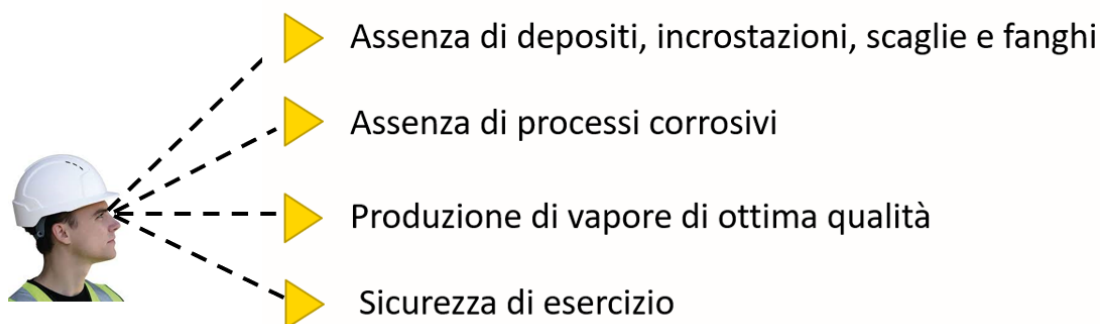 Assenza di depositi, incrostazioni, scaglie e fanghi
Assenza di processi corrosivi
Produzione di vapore di ottima qualità
Sicurezza di esercizio